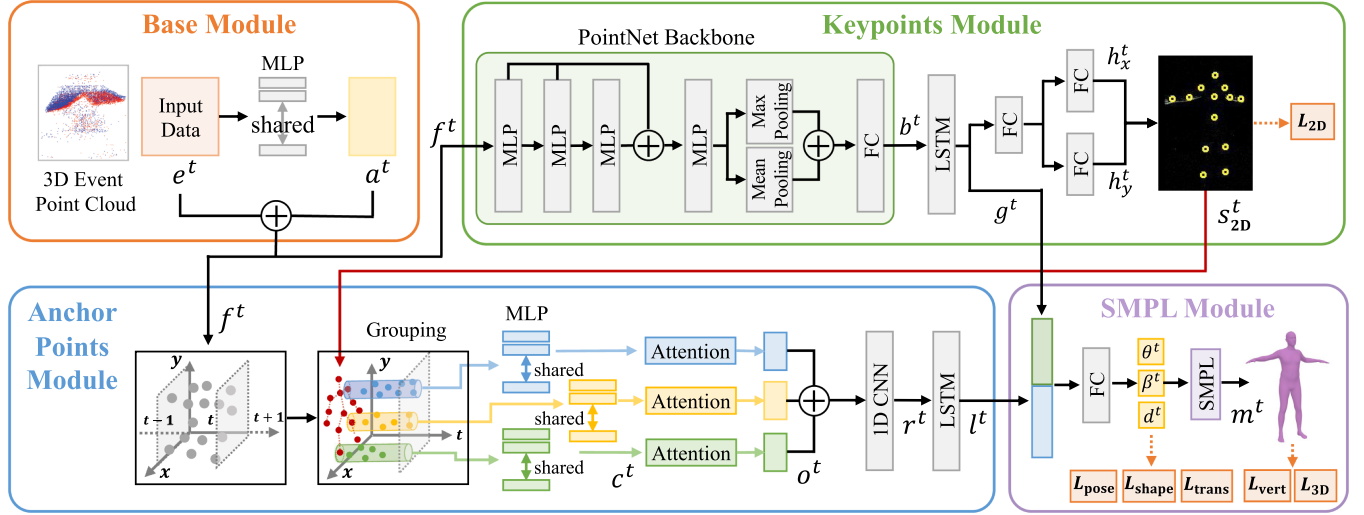 Base Module
MLP
Input
Data
shared
e^t
a^t
3D Event
Point Cloud
Keypoints Module
PointNet Backbone
f^t
MLP
MLP
MLP
MLP
Max
Pooling
Mean
Pooling
FC
b^t
LSTM
g^t
FC
FC
FC
h_x^t
h_y^t
s_2D^t
L_2D
Anchor
Points
Module
f^t
y
t − 1
t
t + 1
x
Grouping
y
t
x
MLP
shared
shared
shared
c^t
Attention
Attention
Attention
o^t
1D CNN
r^t
LSTM
l^t
SMPL Module
FC
θ^t
β^t
d^t
SMPL
m^t
L_pose
L_shape
L_trans
L_vert
L_3D